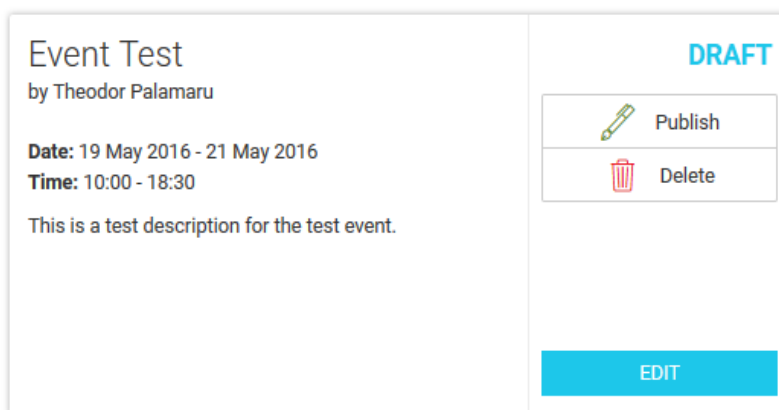 Event Test
by Theodor Palamaru
Date: 19 May 2016 - 21 May 2016
Time: 10:00 - 18:30
This is a test description for the test event.
DRAFT
Publish
Delete
EDIT